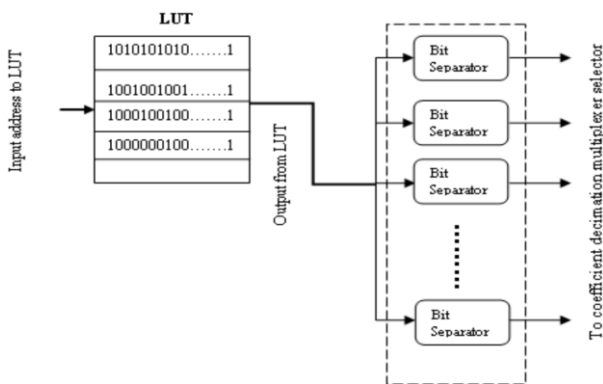 LUT
1010101010.......1
1001001001.......1
1000100100.......1
1000000100.......1
Input address to LUT
Output from LUT
Bit
Separator
Bit
Separator
Bit
Separator
Bit
Separator
To coefficient decimation multiplexer selector